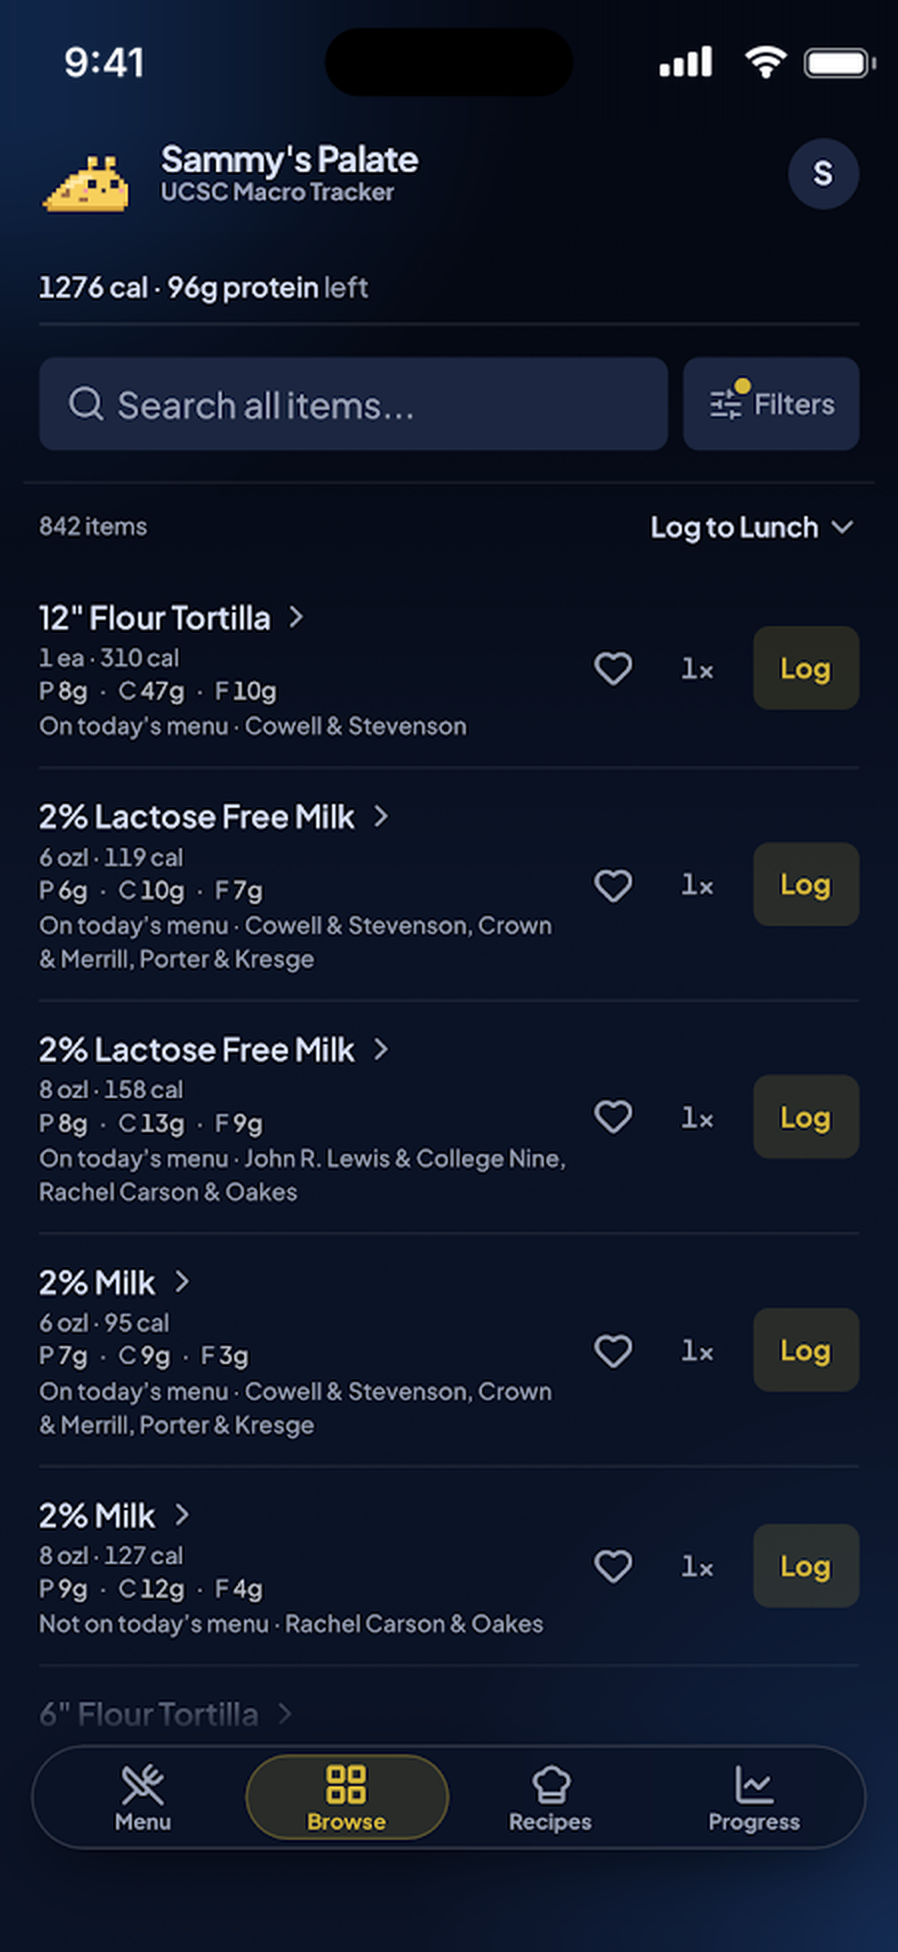 9:41
Sammy's Palate
S
UCSC Macro Tracker
1276 cal · 96g protein left
Search all items...
Filters
842 items
Log to Lunch
12" Flour Tortilla
1 ea · 310 cal
P 8g · C 47g · F 10g
1x
Log
On today's menu · Cowell & Stevenson
2% Lactose Free Milk
6 ozl · 119 cal
P 6g · C 10g · F 7g
1x
Log
On today's menu · Cowell & Stevenson, Crown
& Merrill, Porter & Kresge
2% Lactose Free Milk
8 ozl · 158 cal
P 8g · C 13g · F 9g
1x
Log
On today's menu · John R. Lewis & College Nine,
Rachel Carson & Oakes
2% Milk
6 ozl · 95 cal
P 7g · C 9g · F 3g
1x
Log
On today's menu · Cowell & Stevenson, Crown
& Merrill, Porter & Kresge
2% Milk
8 ozl · 127 cal
P 9g · C 12g · F 4g
1x
Log
Not on today's menu · Rachel Carson & Oakes
6" Flour Tortilla
Menu
Browse
Recipes
Progress